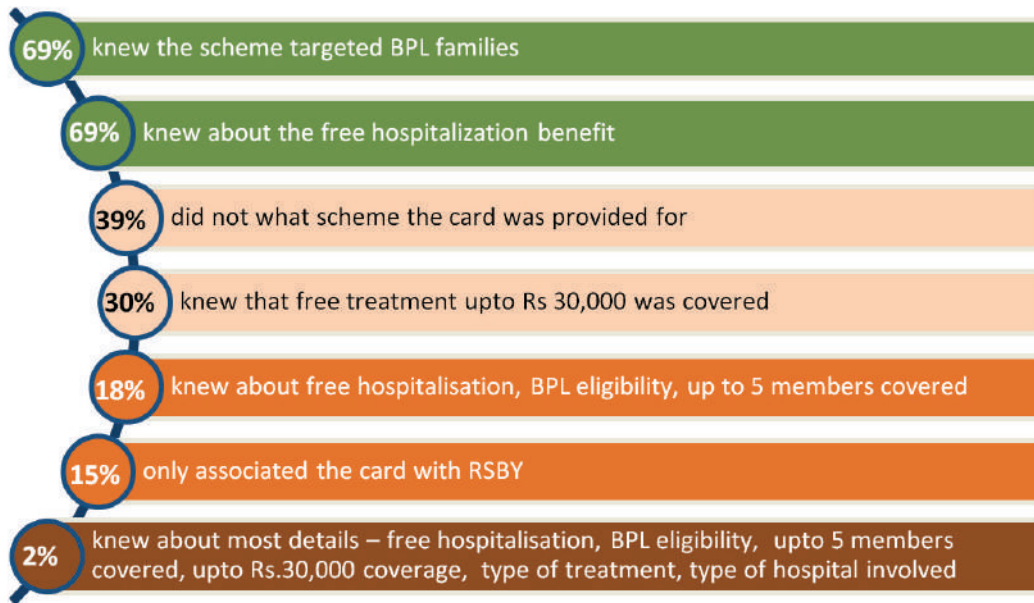 69% knew the scheme targeted BPL families
69% knew about the free hospitalization benefit
39% did not what scheme the card was provided for
30% knew that free treatment upto Rs 30,000 was covered
18% knew about free hospitalisation, BPL eligibility, up to 5 members covered
15% only associated the card with RSBY
2% knew about most details – free hospitalisation, BPL eligibility, upto 5 members
covered, upto Rs.30,000 coverage, type of treatment, type of hospital involved